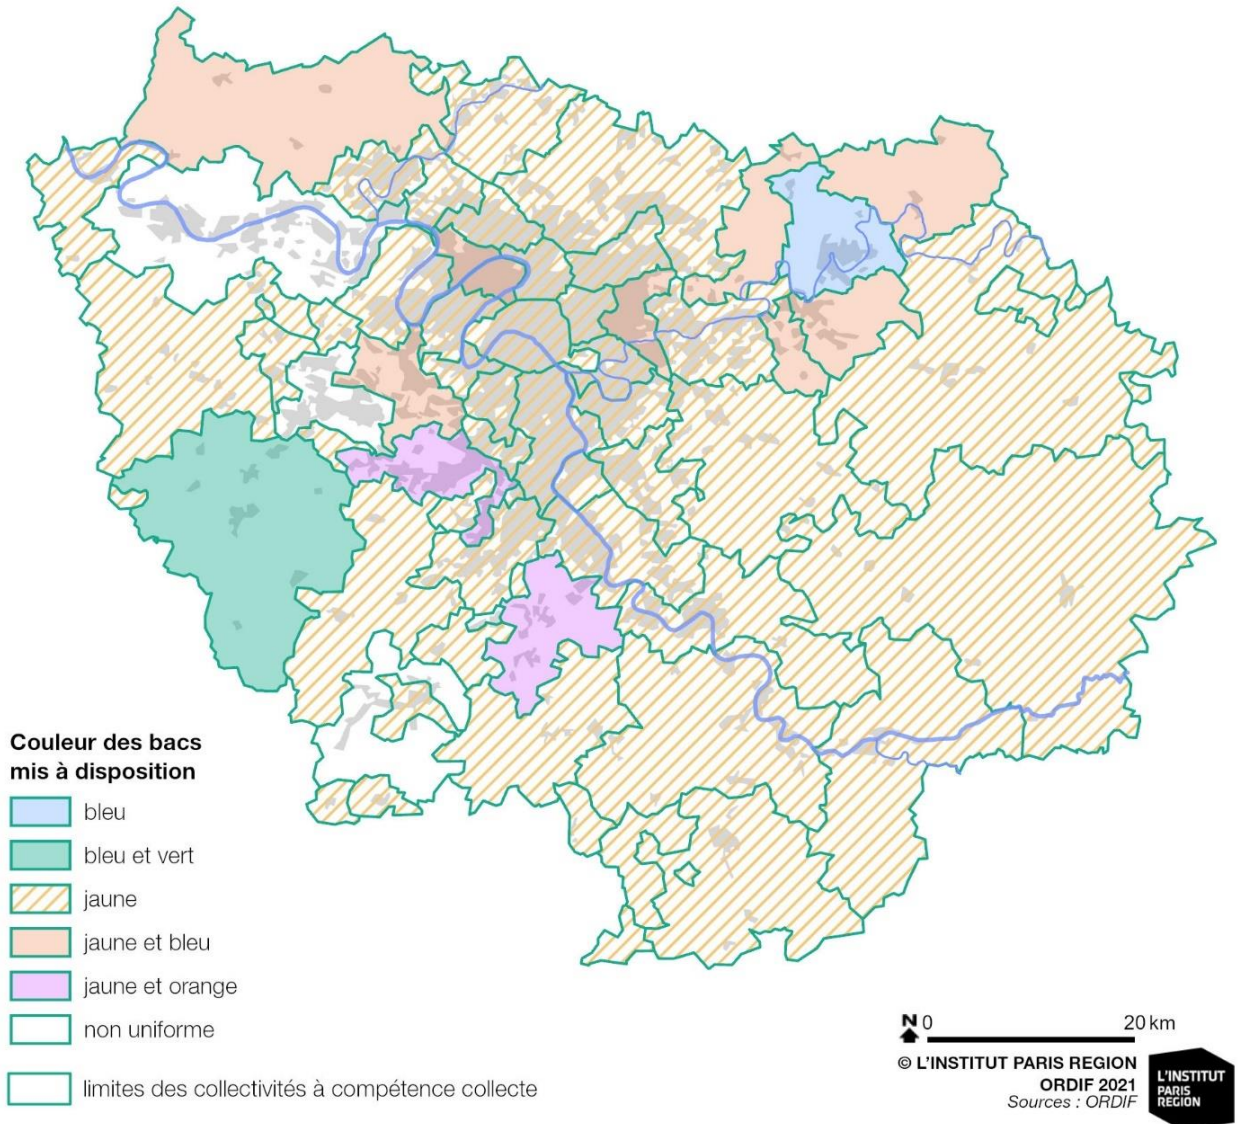 Couleur des bacs
mis à disposition
bleu
bleu et vert
jaune
jaune et bleu
jaune et orange
non uniforme
limites des collectivités à compétence collecte
N 0 20 km
© L'INSTITUT PARIS REGION
ORDIF 2021
Sources : ORDIF
L'INSTITUT
PARIS
REGION